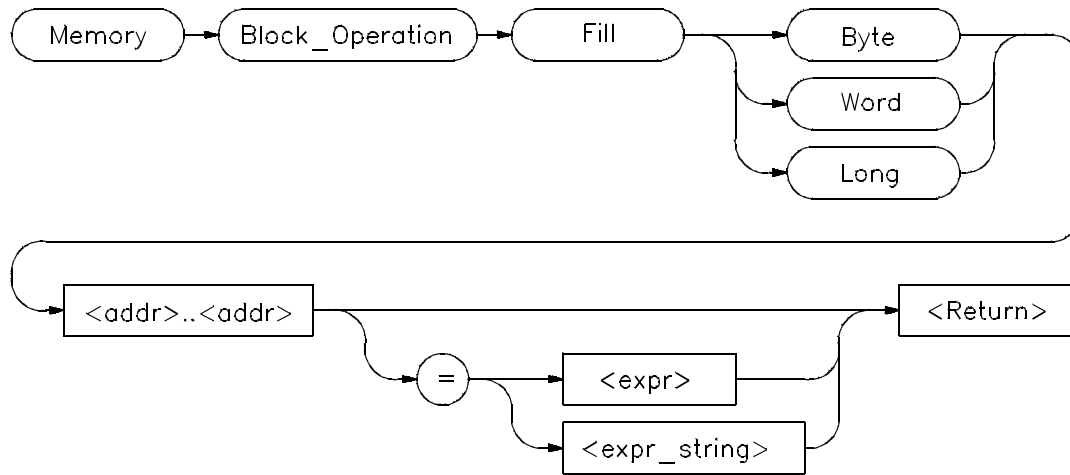 Memory Block_Operation Fill Byte
Word
Long
<addr>..<addr> <Return>
= <expr>
<expr_string>